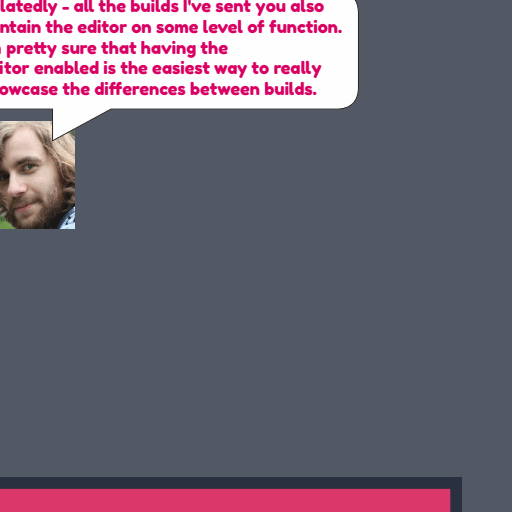 latedly - all the builds I've sent you also
ntain the editor on some level of function.
pretty sure that having the
itor enabled is the easiest way to really
owcase the differences between builds.